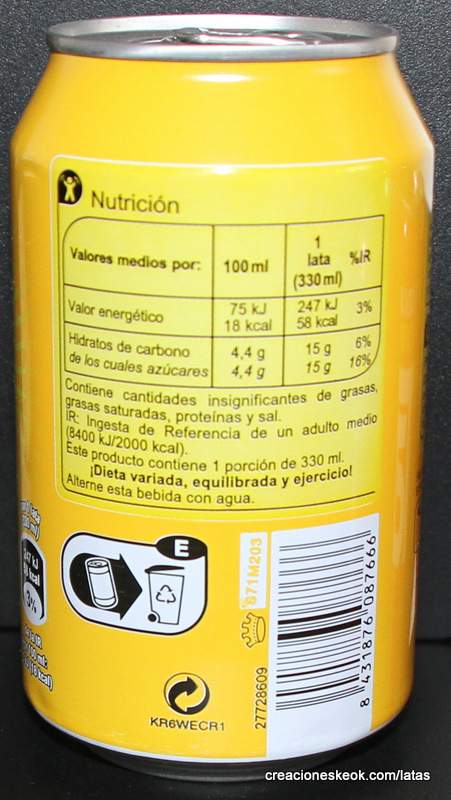 Nutrición
Valores medios por: 100 ml 1 lata (330 ml) %IR
Valor energético 75 kJ 247 kJ 3%
18 kcal 58 kcal
Hidratos de carbono 4,4 g 15 g 6%
de los cuales azúcares 4,4 g 15 g 16%
Contiene cantidades insignificantes de grasas,
grasas saturadas, proteínas y sal.
IR: Ingesta de Referencia de un adulto medio
(8400 kJ/2000 kcal).
Este producto contiene 1 porción de 330 ml.
¡Dieta variada, equilibrada y ejercicio!
Alterne esta bebida con agua.
E
871M203
3%
KR6WECR1
27728609
8 431876 087666
creacioneskeok.com/latas